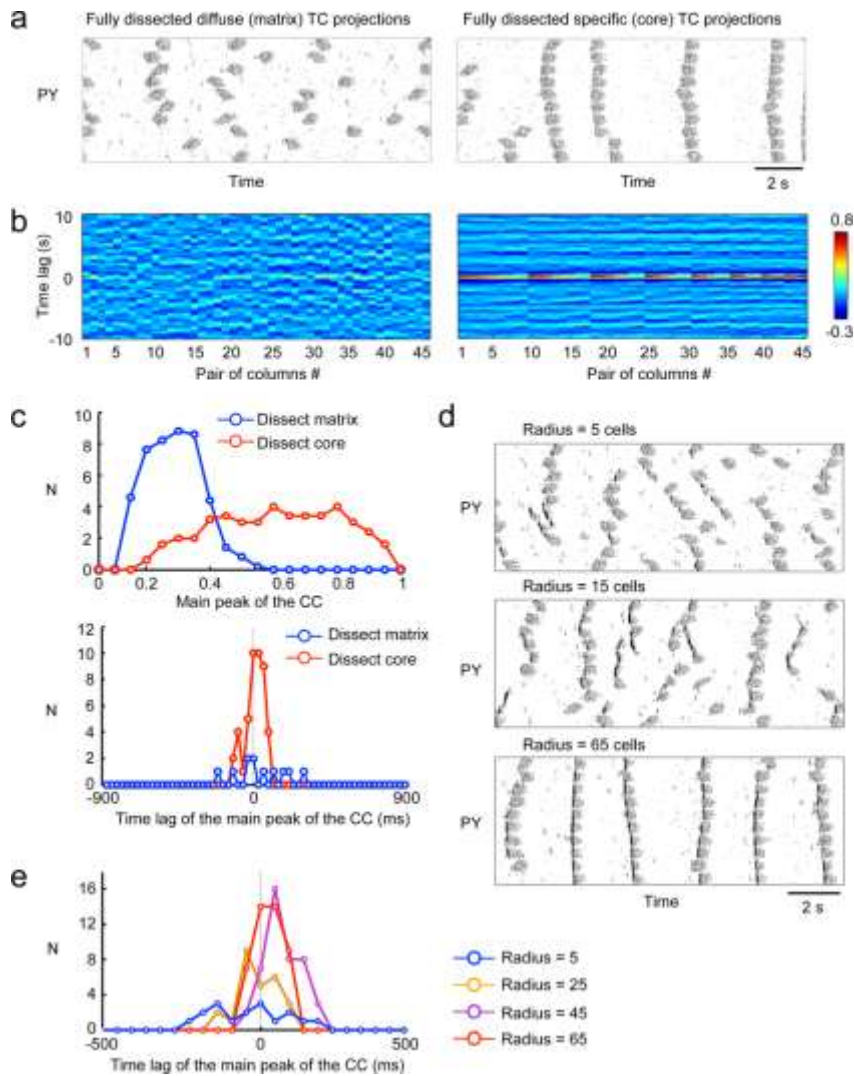 a
Fully dissected diffuse (matrix) TC projections
Fully dissected specific (core) TC projections
PY
Time
Time
2 s
b
Time lag (s)
10
0
-10
1 5 10 15 20 25 30 35 40 45
Pair of columns #
1 5 10 15 20 25 30 35 40 45
Pair of columns #
0.8
-0.3
c
N
10
8
6
4
2
0
Dissect matrix
Dissect core
0 0.2 0.4 0.6 0.8 1
Main peak of the CC
N
12
10
8
6
4
2
0
Dissect matrix
Dissect core
-900 0 900
Time lag of the main peak of the CC (ms)
d
Radius = 5 cells
PY
Radius = 15 cells
PY
Radius = 65 cells
PY
Time
2 s
e
N
16
12
8
4
0
-500 0 500
Time lag of the main peak of the CC (ms)
Radius = 5
Radius = 25
Radius = 45
Radius = 65